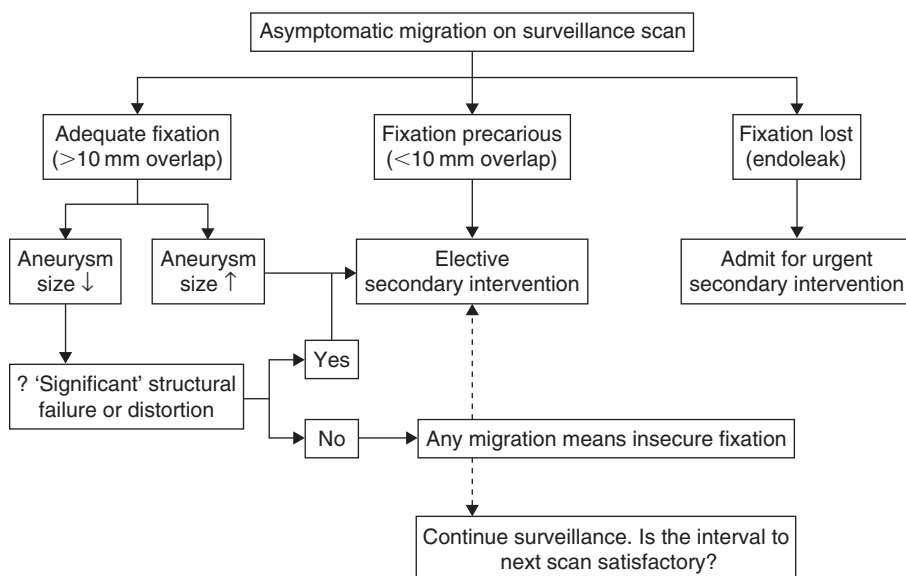 Asymptomatic migration on surveillance scan
Adequate fixation
(>10 mm overlap)
Fixation precarious
(<10 mm overlap)
Fixation lost
(endoleak)
Aneurysm
size ↓
Aneurysm
size ↑
Elective
secondary intervention
Admit for urgent
secondary intervention
? ‘Significant’ structural
failure or distortion
Yes
No
Any migration means insecure fixation
Continue surveillance. Is the interval to
next scan satisfactory?